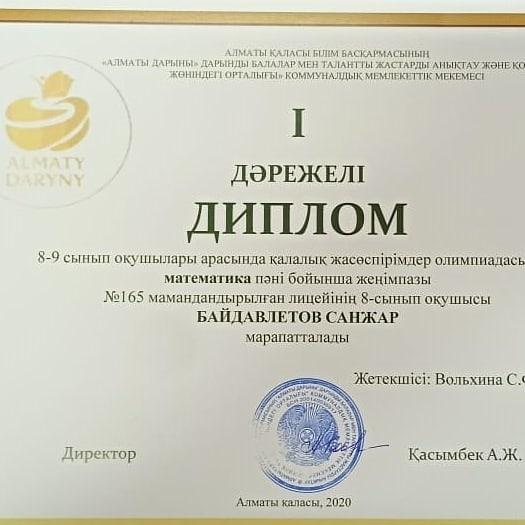 АЛМАТЫ ҚАЛАСЫ БІЛІМ БАСҚАРМАСЫНЫҢ
«АЛМАТЫ ДАРЫНЫ» ДАРЫНДЫ БАЛАЛАР МЕН ТАЛАНТТЫ ЖАСТАРДЫ АНЫҚТАУ ЖӘНЕ ҚО
ЖӨНІНДЕГІ ОРТАЛЫҒЫ» КОММУНАЛДЫҚ МЕМЛЕКЕТТІК МЕКЕМЕСІ
ALMATY
DARYNY
I
ДӘРЕЖЕЛІ
ДИПЛОМ
8-9 сынып оқушылары арасында қалалық жасөспірімдер олимпиадасы
математика пәні бойынша жеңімпазы
№165 мамандандырылған лицейінің 8-сынып оқушысы
БАЙДАВЛЕТОВ САНЖАР
марапатталады
Жетекшісі: Вольхина С.Ф
Директор
Қасымбек А.Ж.
Алматы қаласы, 2020